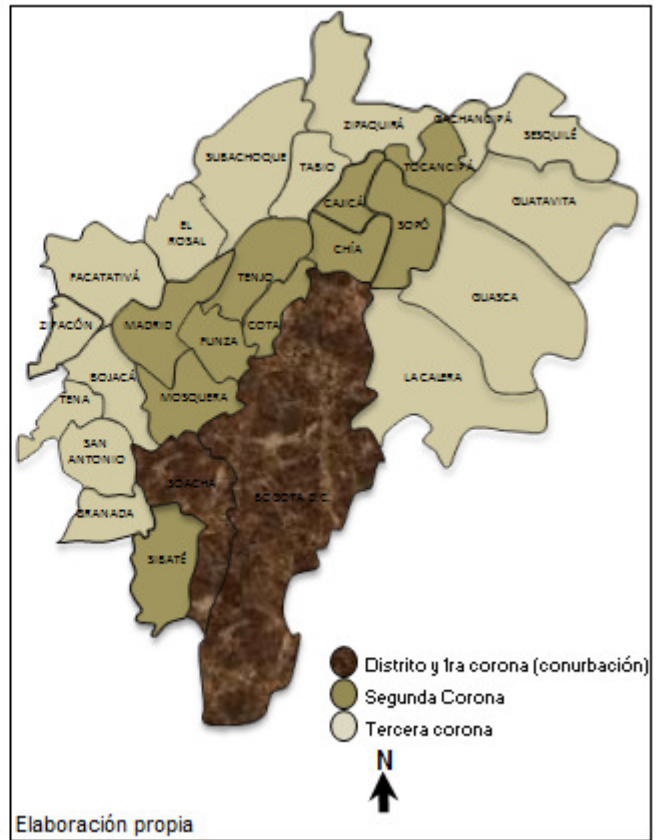 ZIPAQUIRÁ
GACHANCIPÁ
SESQUILÉ
SUBACHOQUE
TABIO
TOCANCIPÁ
CAJICÁ
GUATAVITA
SOPÓ
EL
ROSAL
CHÍA
TENJO
FACATATIVÁ
GUASCA
ZIPACÓN
MADRID
COTA
FUNZA
LA CALERA
BOJACÁ
TENA
MOSQUERA
SAN
ANTONIO
SOACHA
BOGOTA D.C.
GRANADA
SIBATÉ
Distrito y 1ra corona (conurbación)
Segunda Corona
Tercera corona
N
Elaboración propia